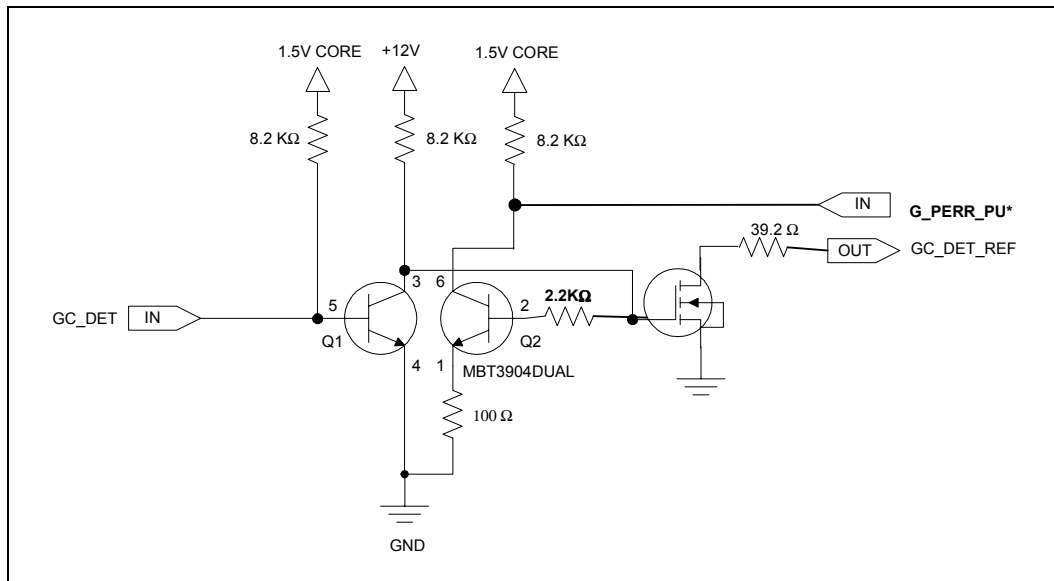 1.5V CORE
+12V
1.5V CORE
8.2 KΩ
8.2 KΩ
8.2 KΩ
IN
G_PERR_PU*
39.2 Ω
OUT
GC_DET_REF
3
6
2.2KΩ
GC_DET
IN
5
2
Q1
Q2
4
1
MBT3904DUAL
100 Ω
GND